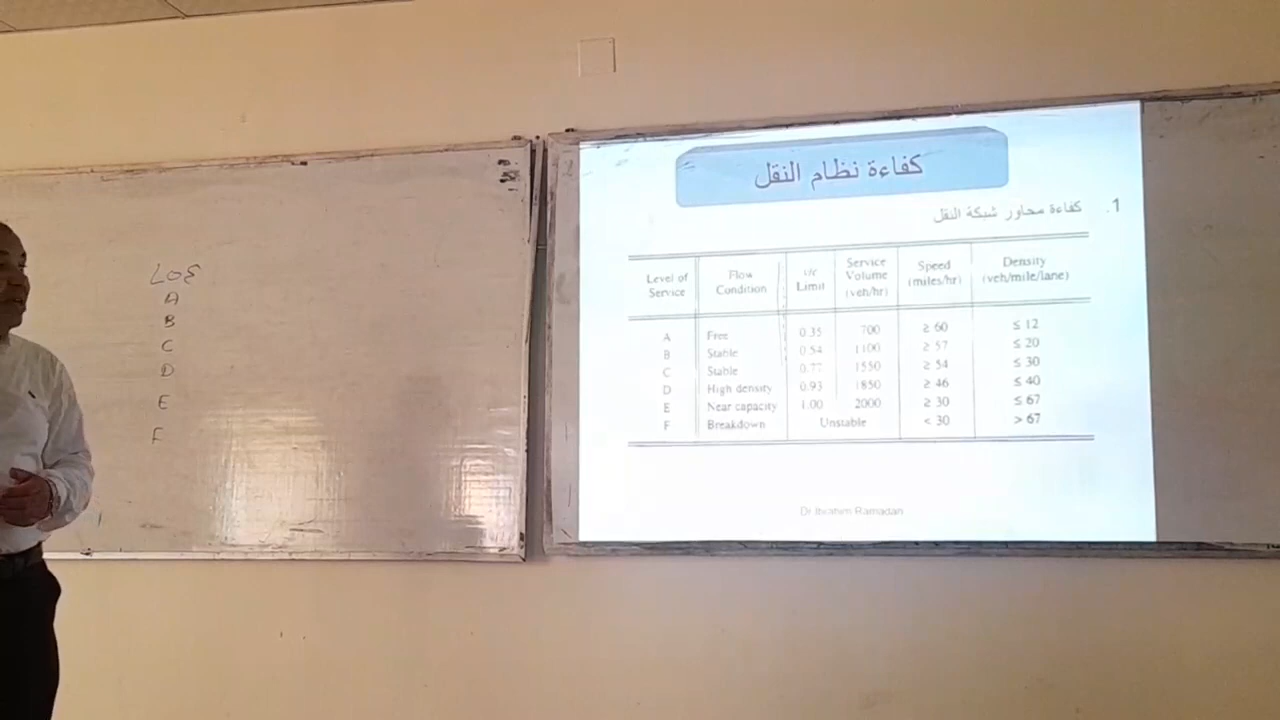 LOS
A
B
C
D
E
F
كفاءة نظام النقل
1. كفاءة محاور شبكة النقل
Level of Service | Flow Condition | v/c Limit | Service Volume (veh/hr) | Speed (miles/hr) | Density (veh/mile/lane)
A | Free | 0.35 | 700 | ≥ 60 | ≤ 12
B | Stable | 0.54 | 1100 | ≥ 57 | ≤ 20
C | Stable | 0.77 | 1550 | ≥ 54 | ≤ 30
D | High density | 0.93 | 1850 | ≥ 46 | ≤ 40
E | Near capacity | 1.00 | 2000 | ≥ 30 | ≤ 67
F | Breakdown | Unstable | < 30 | > 67
Dr.Ibrahim Ramadan